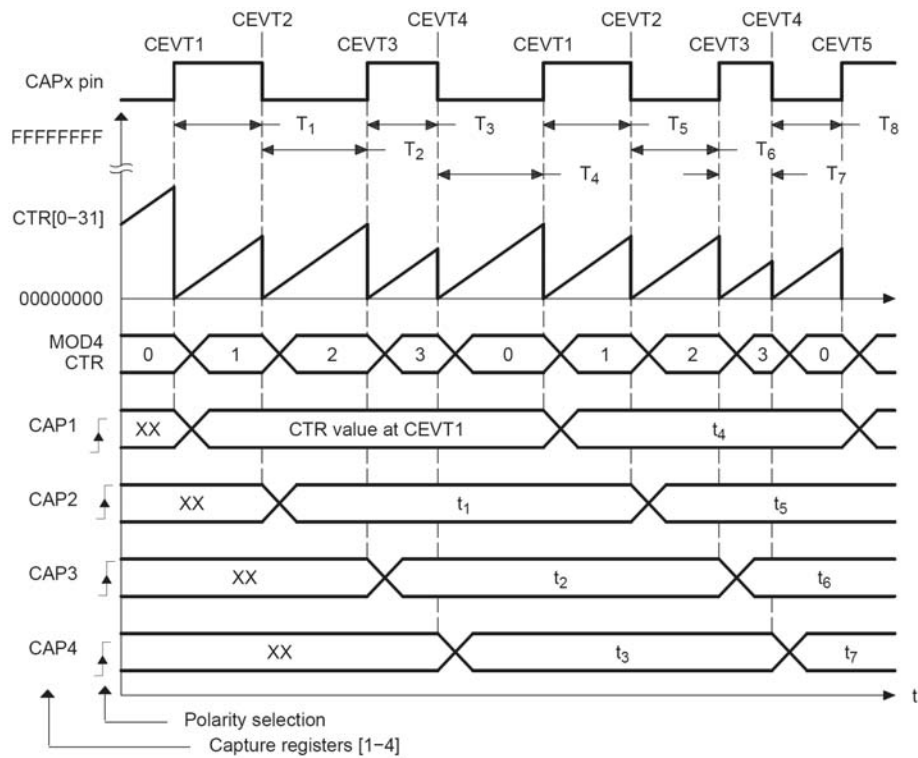 CEVT2 CEVT4 CEVT2 CEVT4
CEVT1 CEVT3 CEVT1 CEVT3 CEVT5
CAPx pin
FFFFFFFF T1 T3 T5 T8
T2 T6
T4 T7
CTR[0−31]
00000000
MOD4
CTR 0 1 2 3 0 1 2 3 0
CAP1 XX CTR value at CEVT1 t4
CAP2 XX t1 t5
CAP3 XX t2 t6
CAP4 XX t3 t7
t
Polarity selection
Capture registers [1−4]